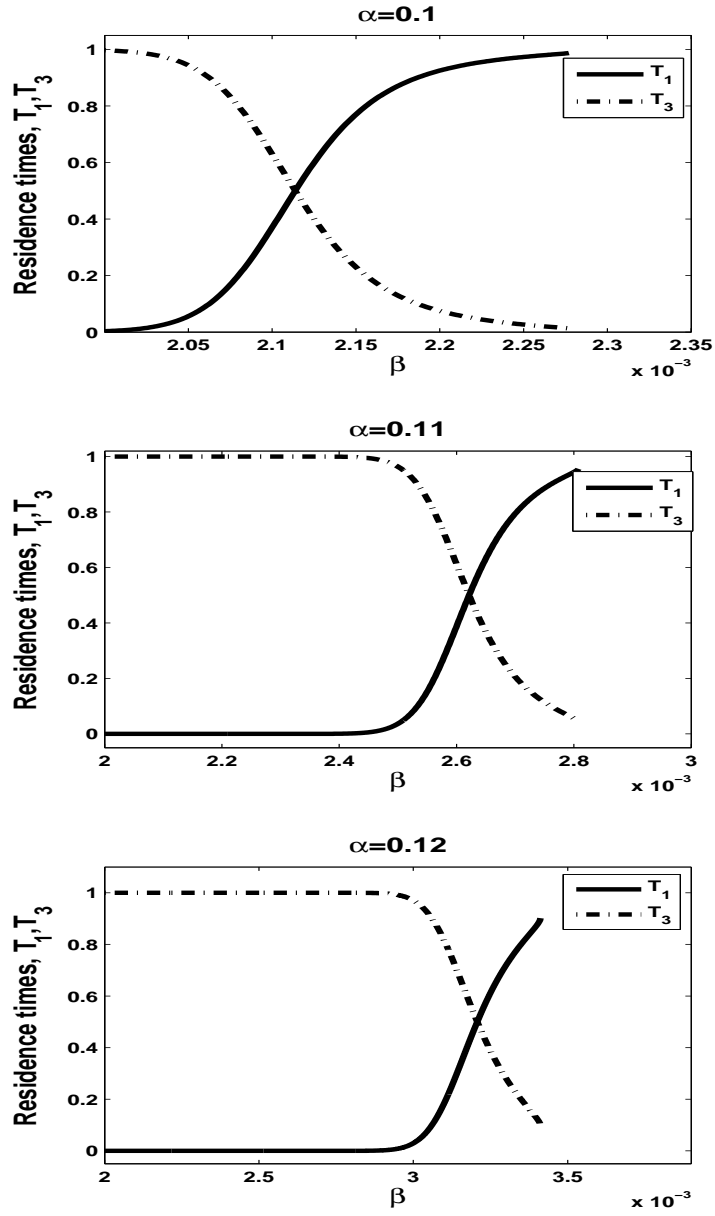 α=0.1
Residence times, T₁,T₃
1
0.8
0.6
0.4
0.2
0
T₁
T₃
2.05
2.1
2.15
2.2
2.25
2.3
2.35
β
x 10⁻³
α=0.11
Residence times, T₁,T₃
1
0.8
0.6
0.4
0.2
0
T₁
T₃
2
2.2
2.4
2.6
2.8
3
β
x 10⁻³
α=0.12
Residence times, T₁,T₃
1
0.8
0.6
0.4
0.2
0
T₁
T₃
2
2.5
3
3.5
β
x 10⁻³